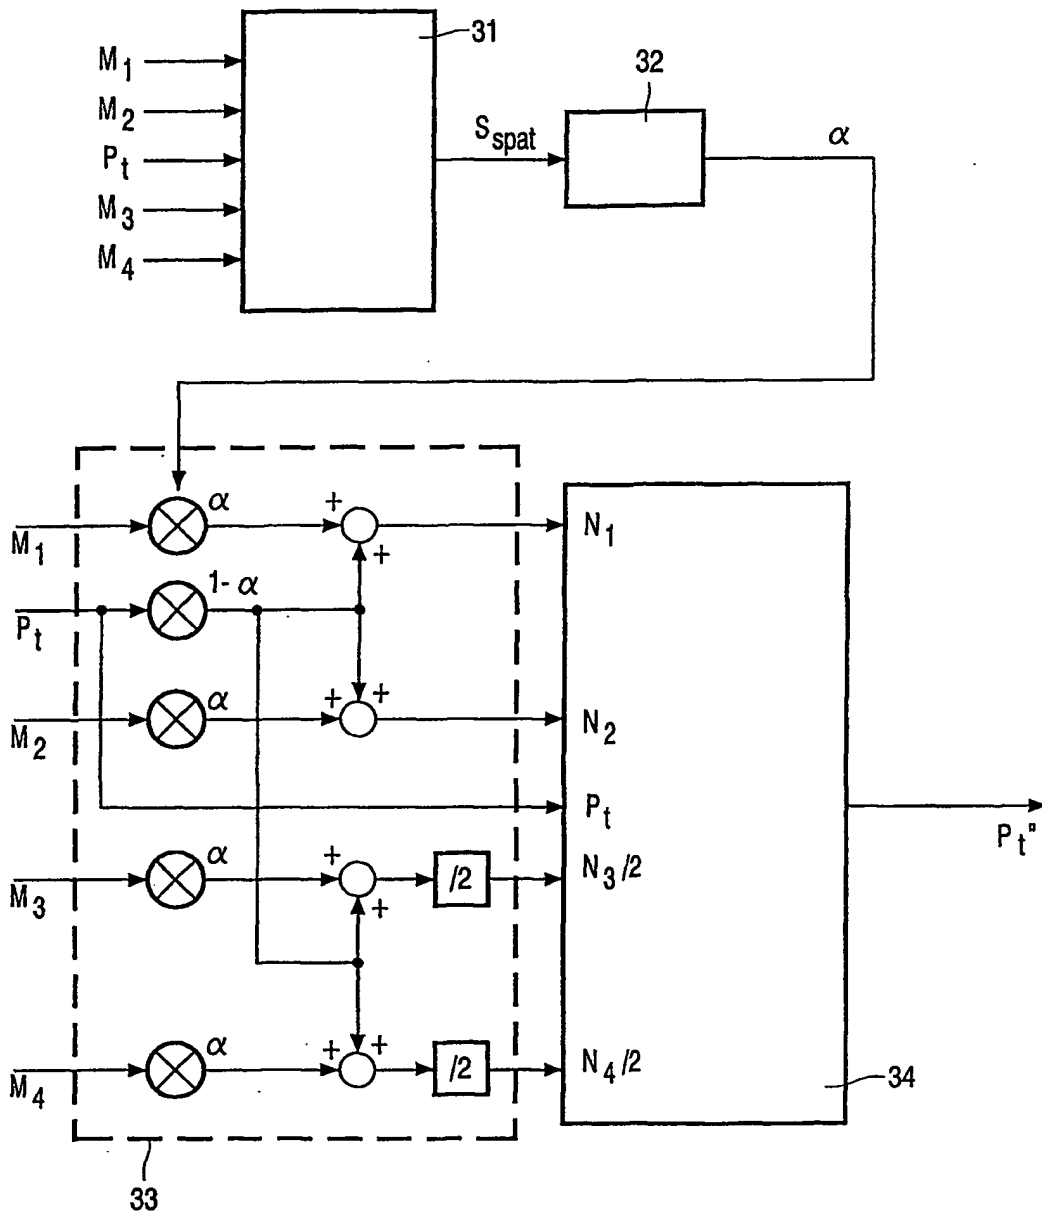 31
M1
M2
Pt
M3
M4
Sspat
32
α
M1
α
+
+
N1
Pt
1-α
M2
α
+
+
N2
Pt
Pt"
M3
α
+
+
/2
N3/2
M4
α
+
+
/2
N4/2
34
33